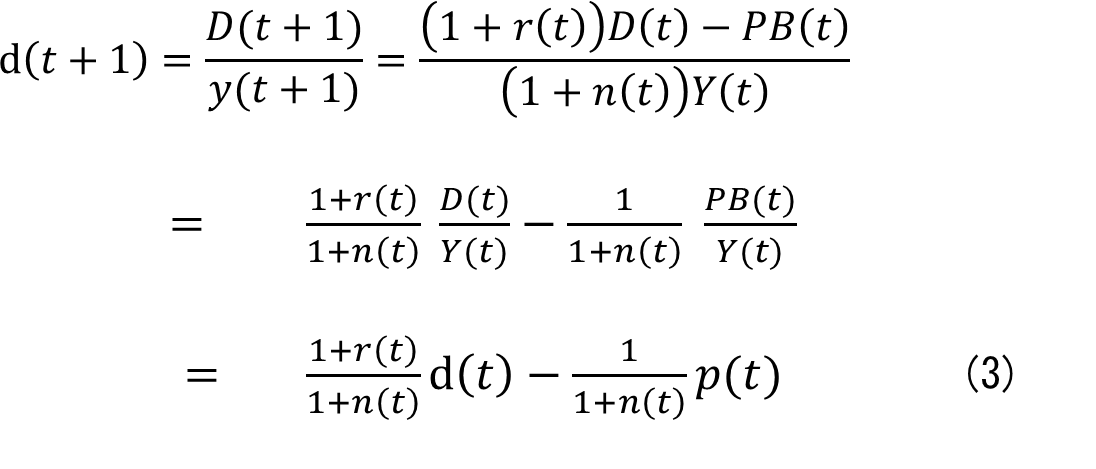 d(t + 1) = D(t + 1)/y(t + 1) = ((1 + r(t))D(t) − PB(t))/((1 + n(t))Y(t))
= (1+r(t))/(1+n(t)) D(t)/Y(t) − 1/(1+n(t)) PB(t)/Y(t)
= (1+r(t))/(1+n(t)) d(t) − 1/(1+n(t)) p(t) (3)